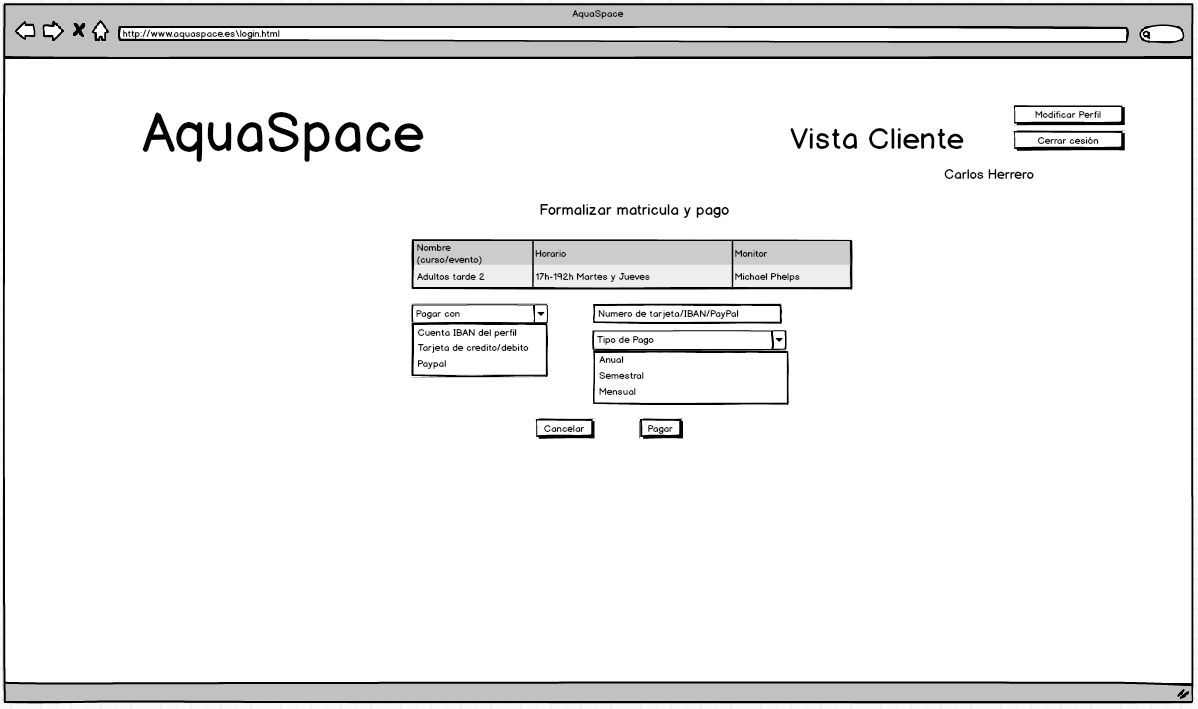 AquaSpace
http://www.aquaspace.es\login.html
AquaSpace
Vista Cliente
Modificar Perfil
Cerrar cesión
Carlos Herrero
Formalizar matricula y pago
Nombre
(curso/evento)
Horario
Monitor
Adultos tarde 2
17h-192h Martes y Jueves
Michael Phelps
Pagar con
Numero de tarjeta/IBAN/PayPal
Cuenta IBAN del perfil
Tarjeta de credito/debito
Paypal
Tipo de Pago
Anual
Semestral
Mensual
Cancelar
Pagar